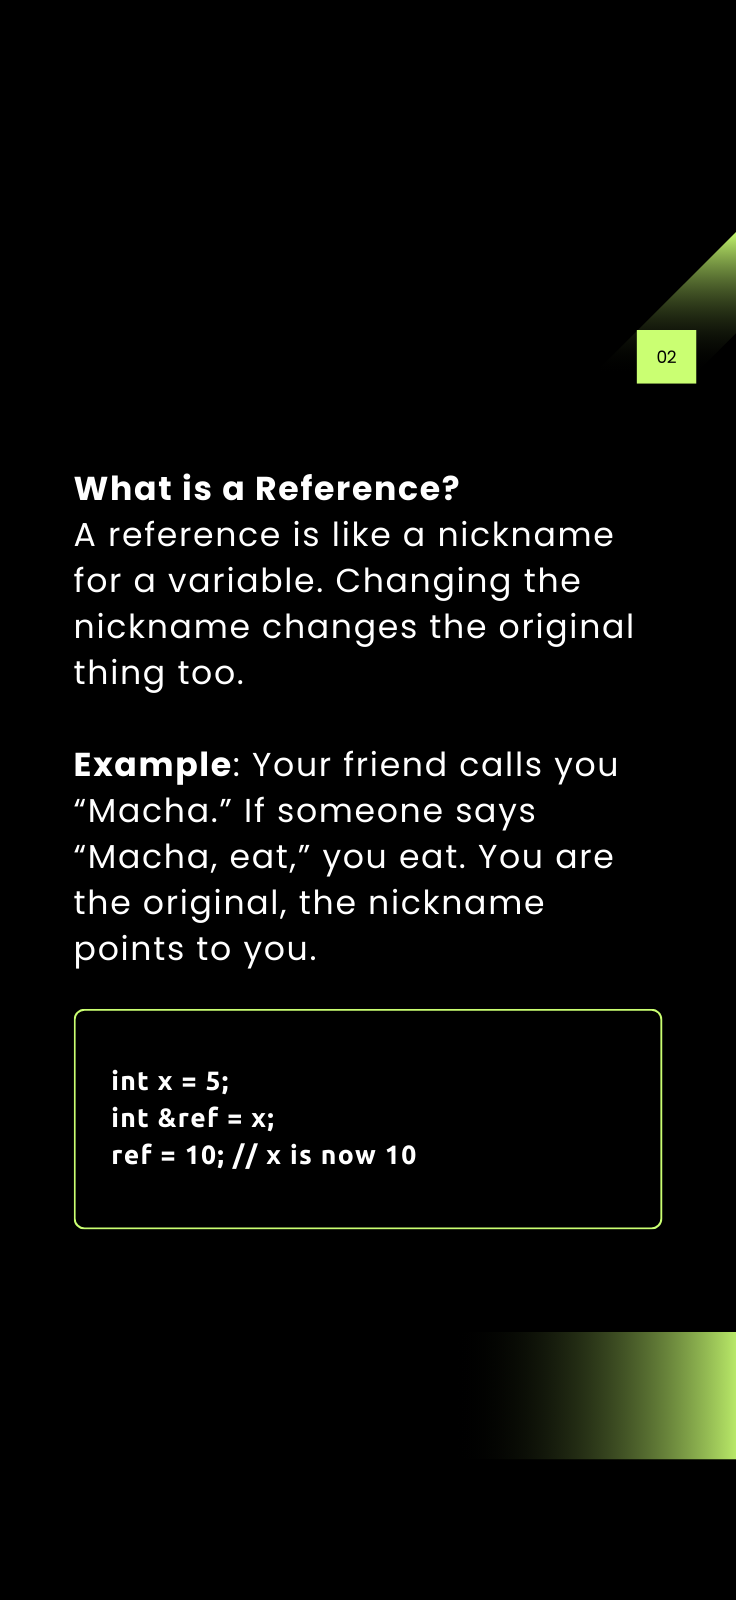 02
What is a Reference?
A reference is like a nickname
for a variable. Changing the
nickname changes the original
thing too.
Example: Your friend calls you
“Macha.” If someone says
“Macha, eat,” you eat. You are
the original, the nickname
points to you.
int x = 5;
int &ref = x;
ref = 10; // x is now 10